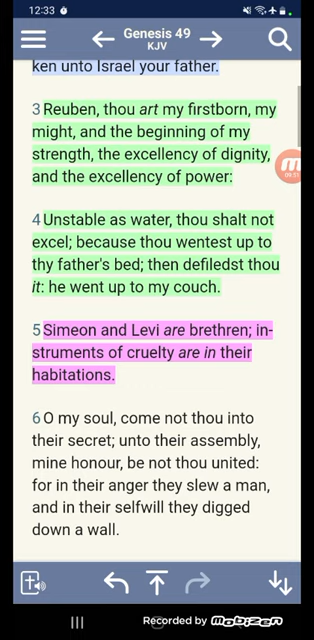 12:33
Genesis 49
KJV
ken unto Israel your father.
3 Reuben, thou art my firstborn, my
might, and the beginning of my
strength, the excellency of dignity,
and the excellency of power:
4 Unstable as water, thou shalt not
excel; because thou wentest up to
thy father's bed; then defiledst thou
it: he went up to my couch.
5 Simeon and Levi are brethren; in-
struments of cruelty are in their
habitations.
6 O my soul, come not thou into
their secret; unto their assembly,
mine honour, be not thou united:
for in their anger they slew a man,
and in their selfwill they digged
down a wall.
Recorded by mobizen